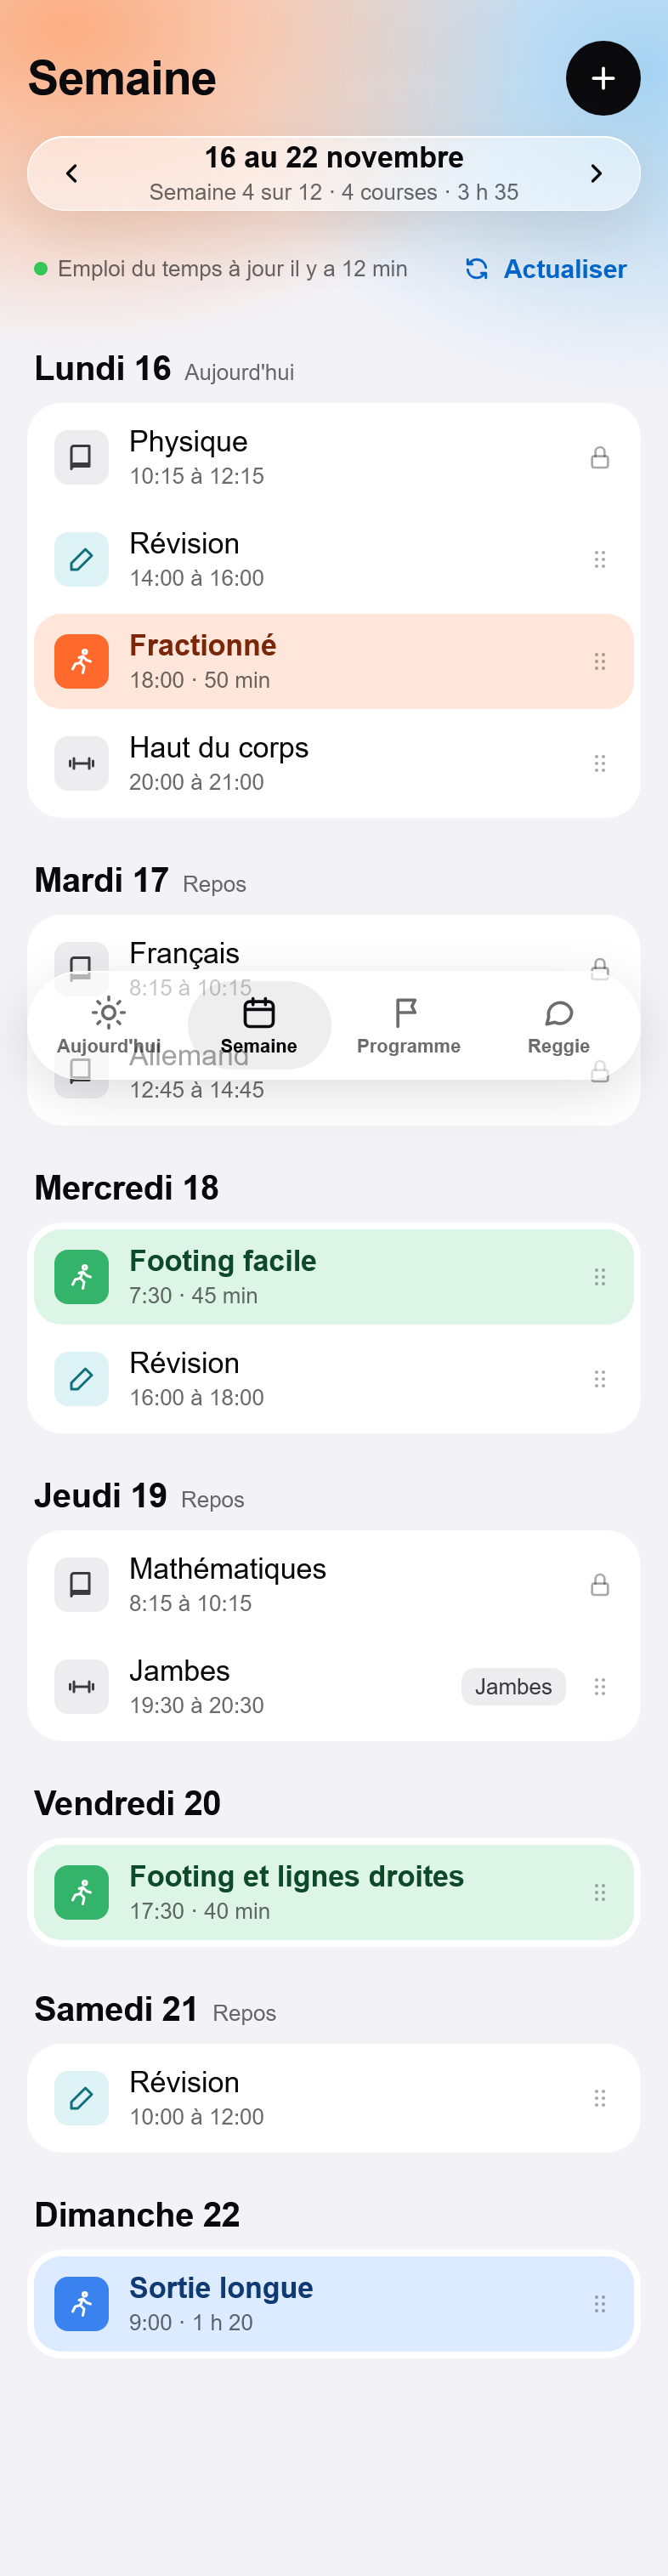 Semaine
16 au 22 novembre
Semaine 4 sur 12 · 4 courses · 3 h 35
Emploi du temps à jour il y a 12 min
Actualiser
Lundi 16 Aujourd'hui
Physique
10:15 à 12:15
Révision
14:00 à 16:00
Fractionné
18:00 · 50 min
Haut du corps
20:00 à 21:00
Mardi 17 Repos
Français
8:15 à 10:15
Aujourd'hui
Semaine
Programme
Reggie
Allemand
12:45 à 14:45
Mercredi 18
Footing facile
7:30 · 45 min
Révision
16:00 à 18:00
Jeudi 19 Repos
Mathématiques
8:15 à 10:15
Jambes
19:30 à 20:30
Jambes
Vendredi 20
Footing et lignes droites
17:30 · 40 min
Samedi 21 Repos
Révision
10:00 à 12:00
Dimanche 22
Sortie longue
9:00 · 1 h 20